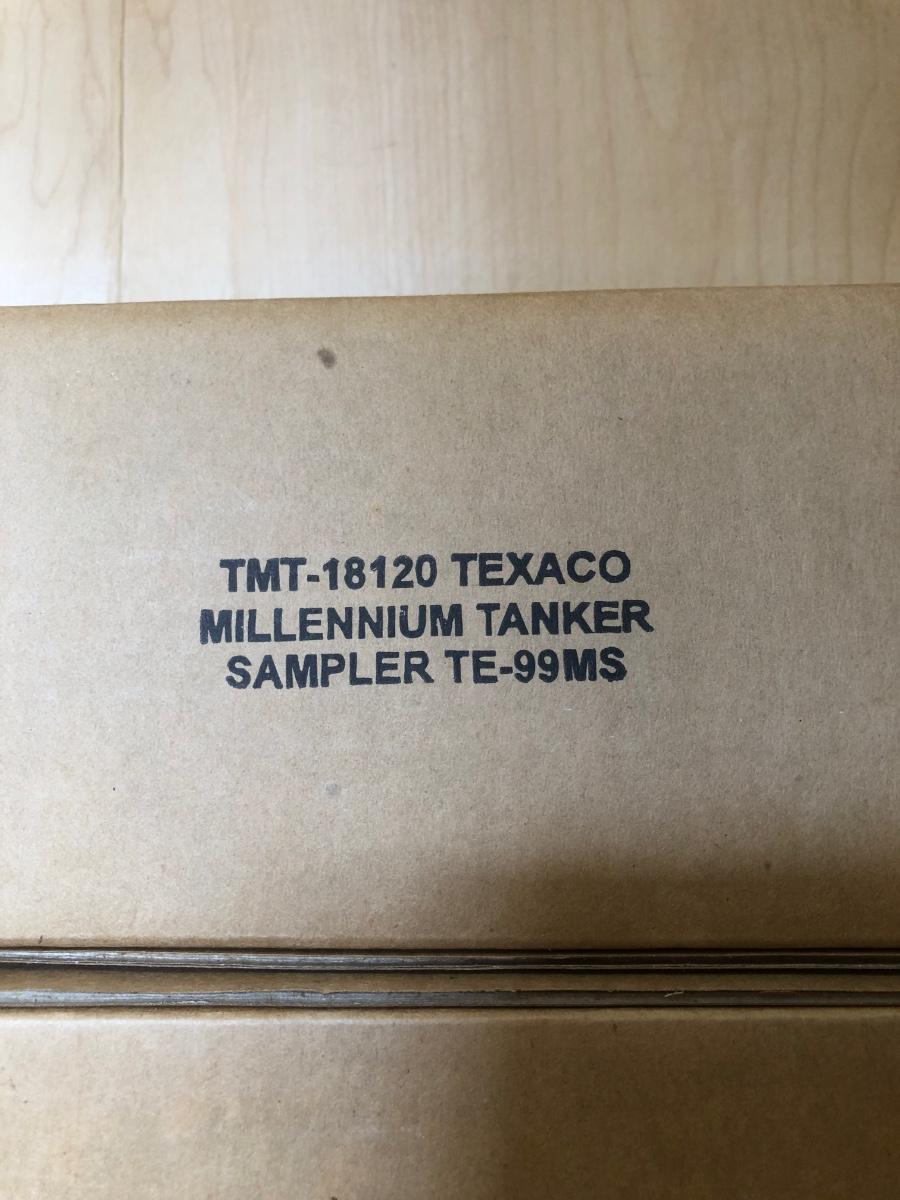 TMT-18120 TEXACO
MILLENNIUM TANKER
SAMPLER TE-99MS